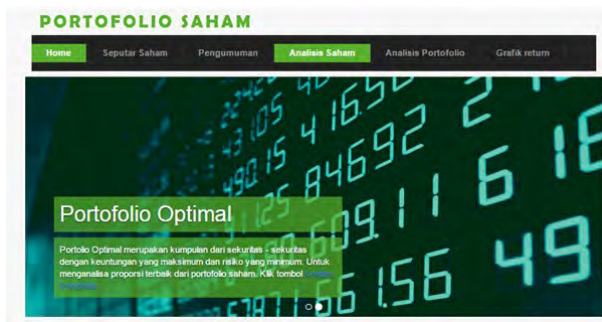 PORTOFOLIO SAHAM
Home Seputar Saham Pengumuman Analisis Saham Analisis Portofolio Grafik return
Portofolio Optimal
Portolio Optimal merupakan kumpulan dari sekuritas - sekuritas
dengan keuntungan yang maksimum dan risiko yang minimum. Untuk
menganalisa proporsi terbaik dari portofolio saham. Klik tombol